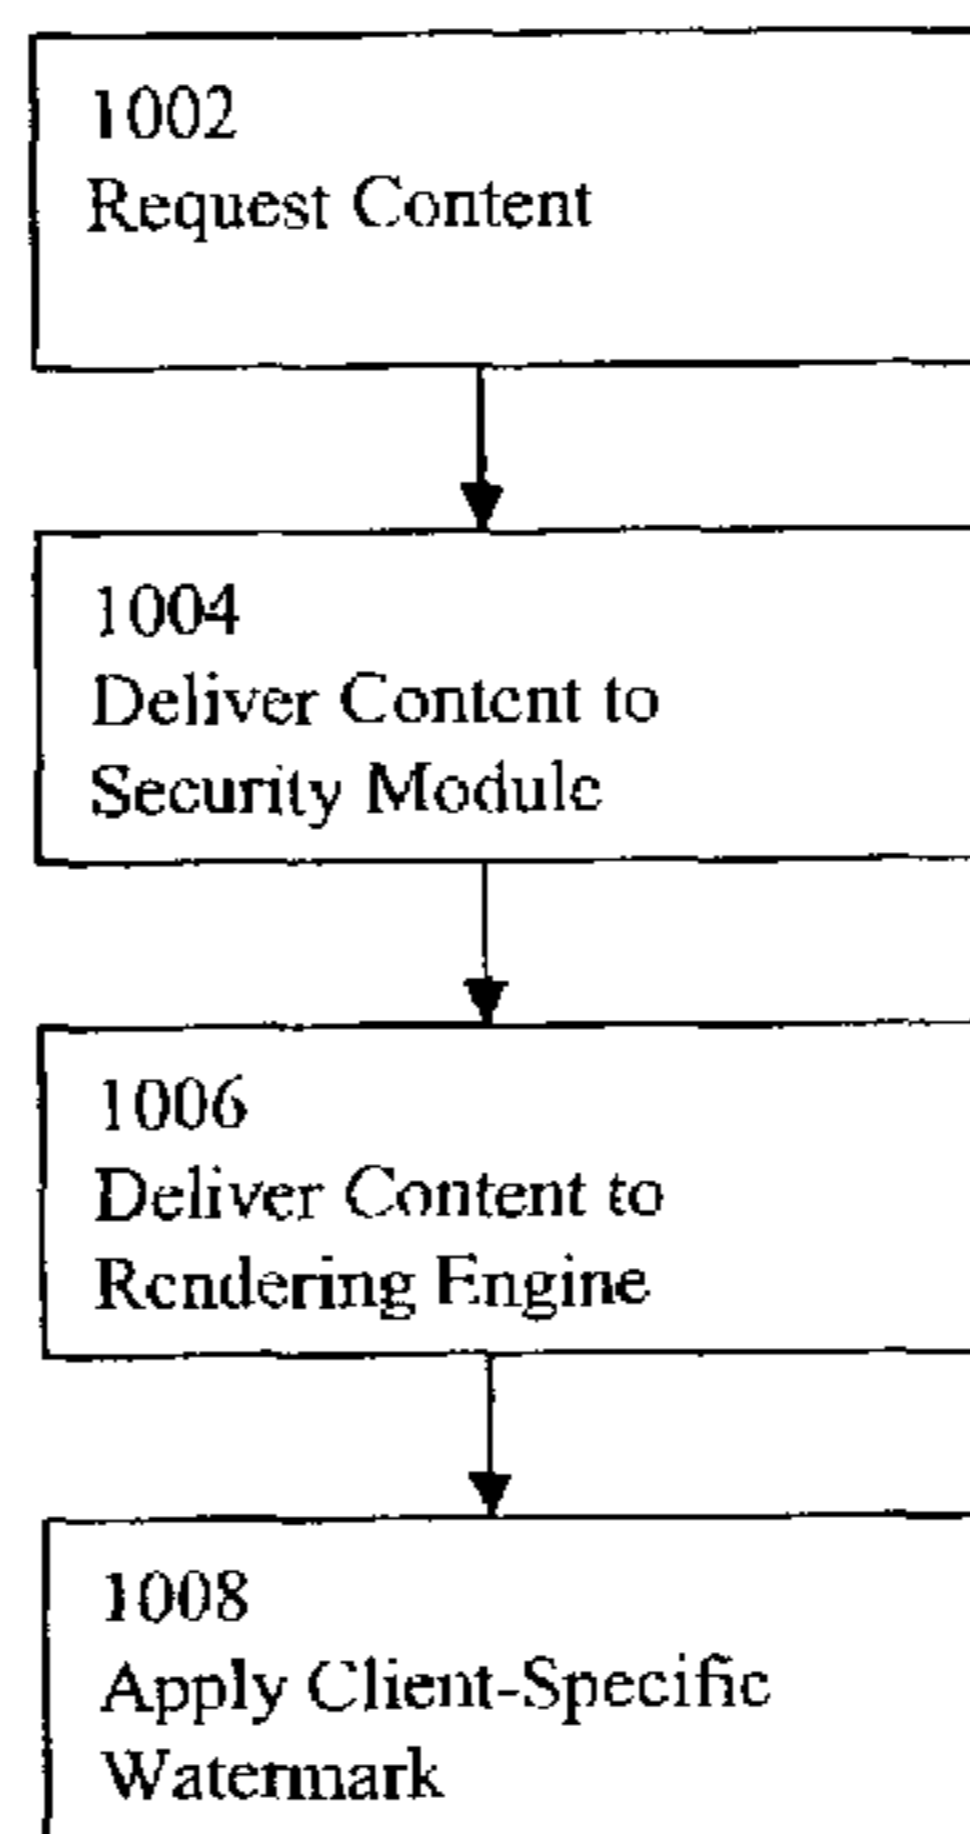 1002
Request Content
1004
Deliver Content to
Security Module
1006
Deliver Content to
Rendering Engine
1008
Apply Client-Specific
Watermark